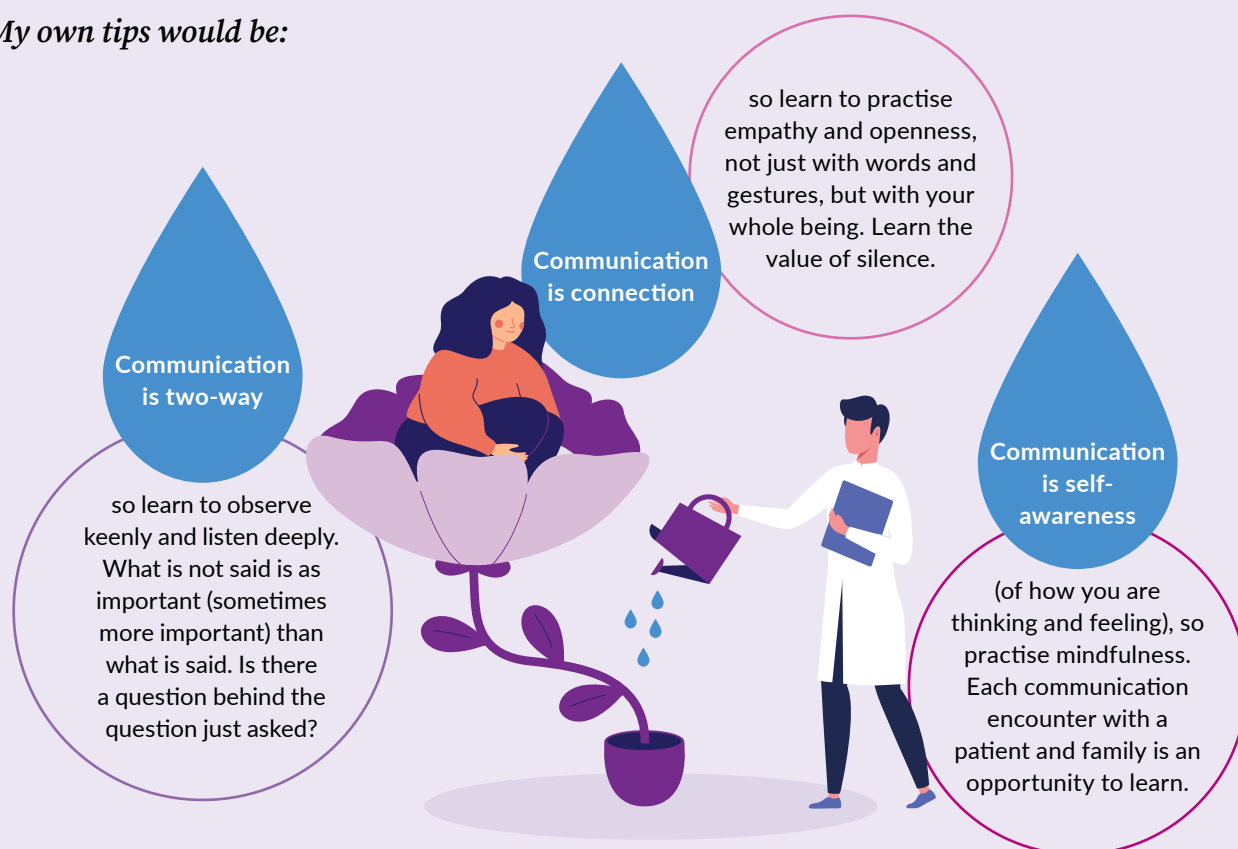 My own tips would be:
Communication
is two-way
so learn to observe
keenly and listen deeply.
What is not said is as
important (sometimes
more important) than
what is said. Is there
a question behind the
question just asked?
Communication
is connection
so learn to practise
empathy and openness,
not just with words and
gestures, but with your
whole being. Learn the
value of silence.
Communication
is self-
awareness
(of how you are
thinking and feeling), so
practise mindfulness.
Each communication
encounter with a
patient and family is an
opportunity to learn.